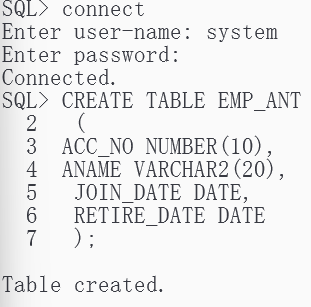 SQL> connect
Enter user-name: system
Enter password:
Connected.
SQL> CREATE TABLE EMP_ANT
  2   (
  3  ACC_NO NUMBER(10),
  4  ANAME VARCHAR2(20),
  5   JOIN_DATE DATE,
  6   RETIRE_DATE DATE
  7   );

Table created.